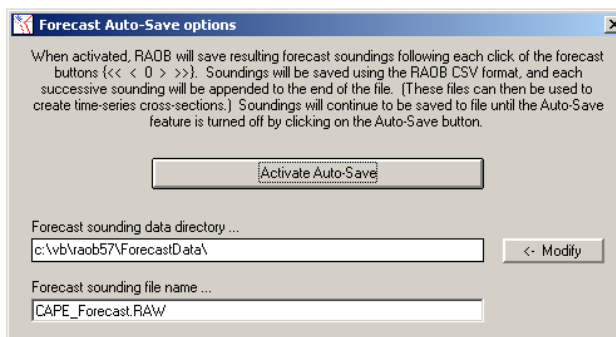 Forecast Auto-Save options
When activated, RAOB will save resulting forecast soundings following each click of the forecast
buttons {<< < 0 > >>}. Soundings will be saved using the RAOB CSV format, and each
successive sounding will be appended to the end of the file. (These files can then be used to
create time-series cross-sections.) Soundings will continue to be saved to file until the Auto-Save
feature is turned off by clicking on the Auto-Save button.
Activate Auto-Save
Forecast sounding data directory ...
c:\vb\raob57\ForecastData\
<- Modify
Forecast sounding file name ...
CAPE_Forecast.RAW